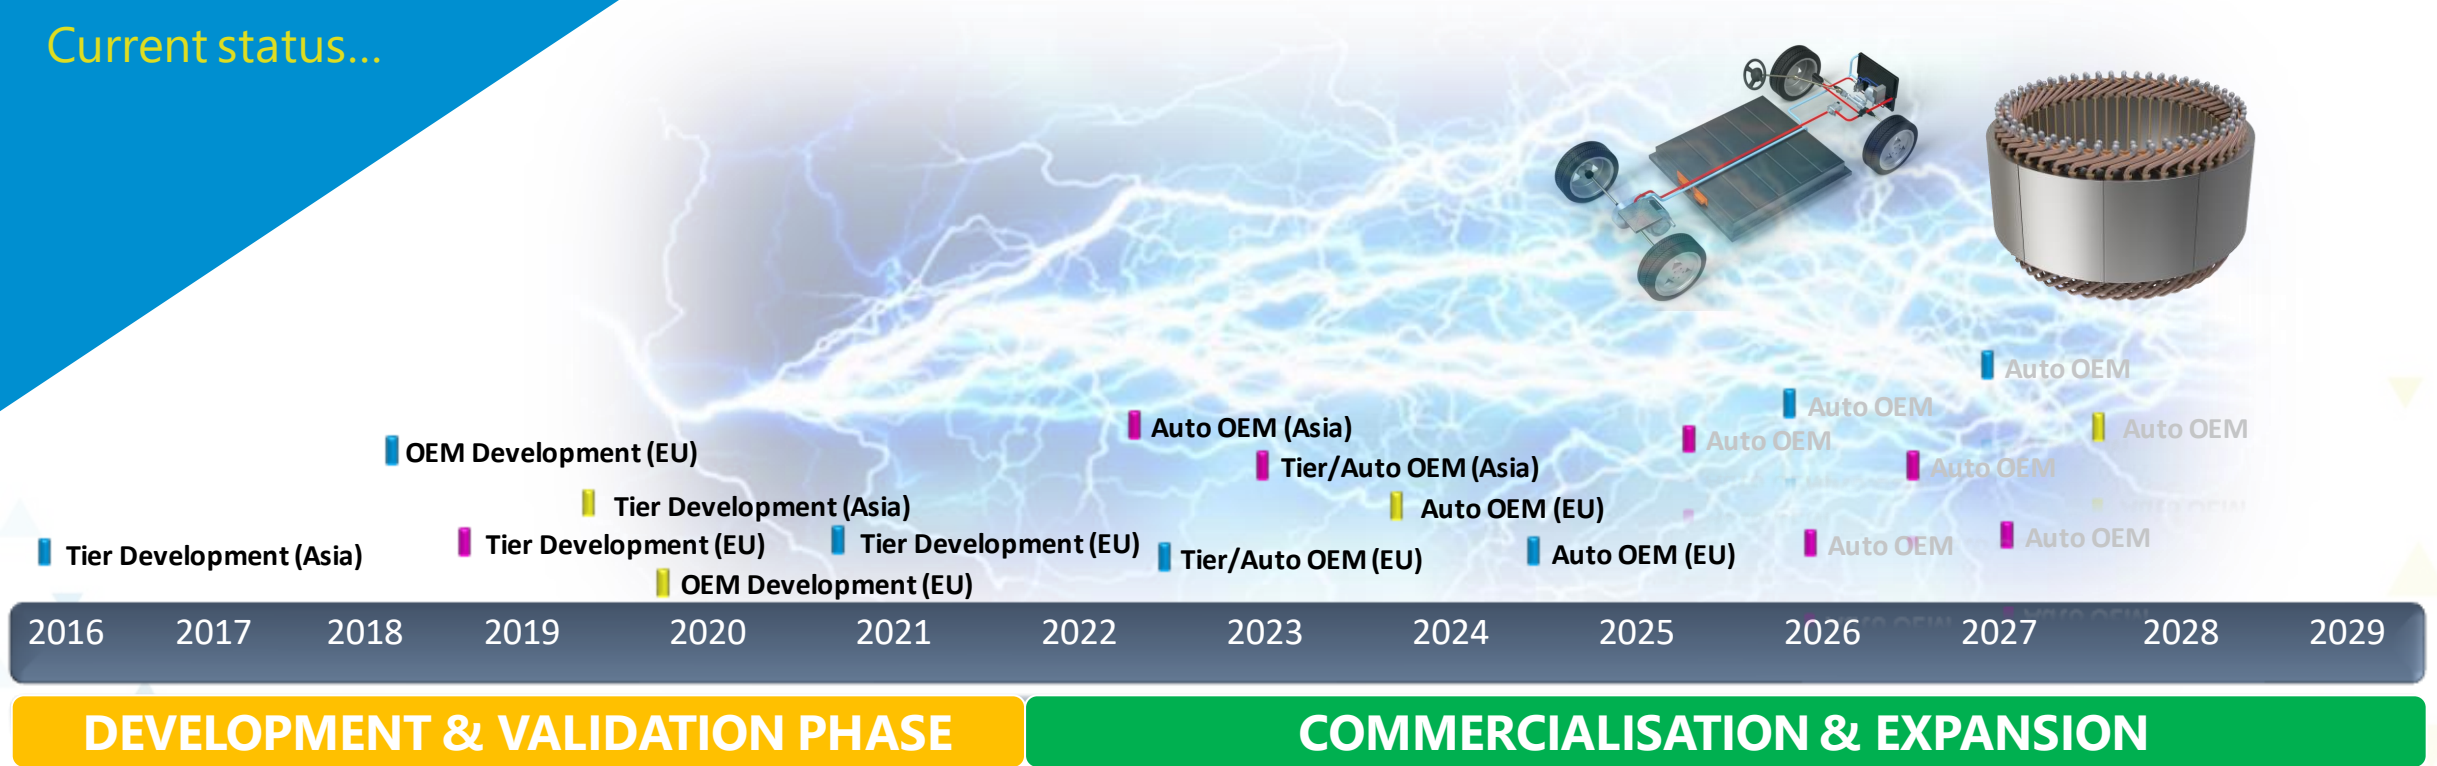 Current status...
Auto OEM
Auto OEM
Auto OEM (Asia)
Auto OEM
Auto OEM
OEM Development (EU)
Tier/Auto OEM (Asia)
Auto OEM
Tier Development (Asia)
Auto OEM (EU)
Tier Development (Asia)
Tier Development (EU)
Tier Development (EU)
Tier/Auto OEM (EU)
Auto OEM (EU)
Auto OEM
Auto OEM
OEM Development (EU)
2016 2017 2018 2019 2020 2021 2022 2023 2024 2025 2026 2027 2028 2029
DEVELOPMENT & VALIDATION PHASE
COMMERCIALISATION & EXPANSION